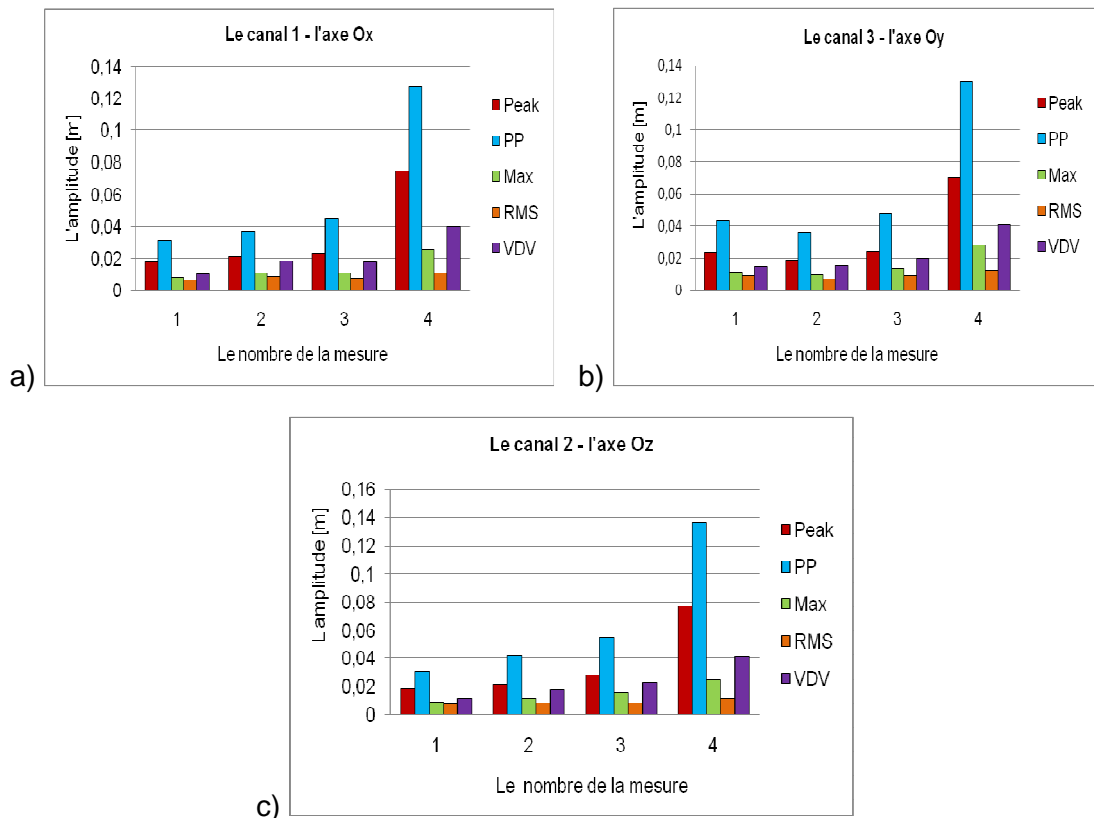 Le canal 1 - l'axe Ox
0,14
0,12
0,1
0,08
0,06
0,04
0,02
0
L'amplitude [m]
1 2 3 4
Le nombre de la mesure
Peak
PP
Max
RMS
VDV
a)
Le canal 3 - l'axe Oy
0,14
0,12
0,1
0,08
0,06
0,04
0,02
0
L'amplitude [m]
1 2 3 4
Le nombre de la mesure
Peak
PP
Max
RMS
VDV
b)
Le canal 2 - l'axe Oz
0,16
0,14
0,12
0,1
0,08
0,06
0,04
0,02
0
L'amplitude [m]
1 2 3 4
Le nombre de la mesure
Peak
PP
Max
RMS
VDV
c)